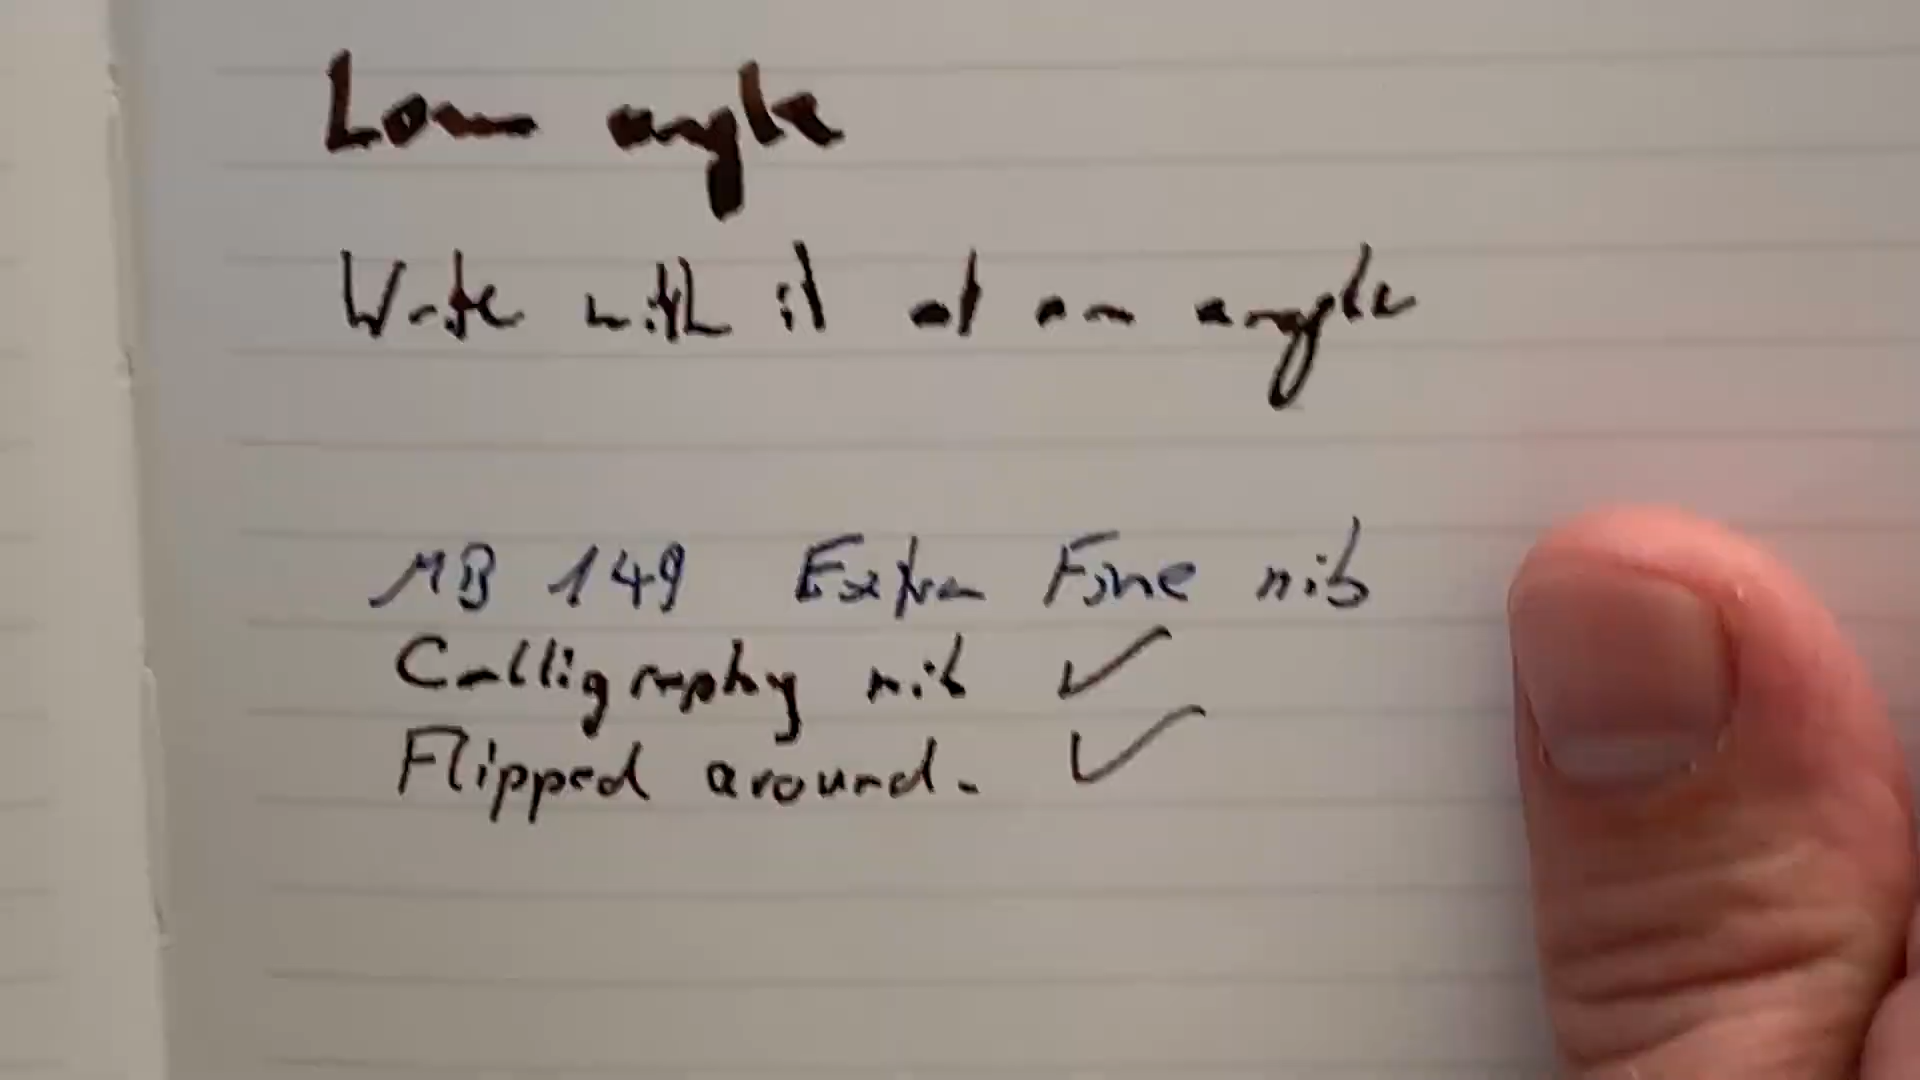 Low angle
Write with it at an angle
MB 149 Extra Fine nib
Calligraphy nib ✓
Flipped around. ✓